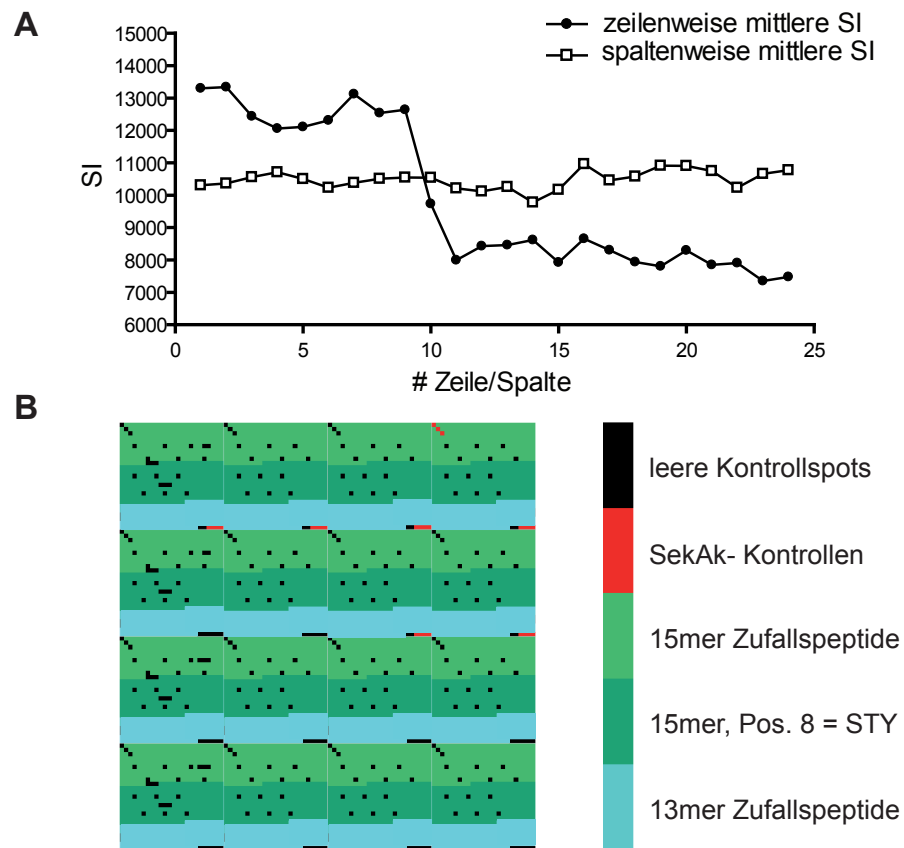 A
zeilenweise mittlere SI
spaltenweise mittlere SI
15000
14000
13000
12000
11000
10000
9000
8000
7000
6000
SI
0
5
10
15
20
25
# Zeile/Spalte
B
leere Kontrollspots
SekAk- Kontrollen
15mer Zufallspeptide
15mer, Pos. 8 = STY
13mer Zufallspeptide